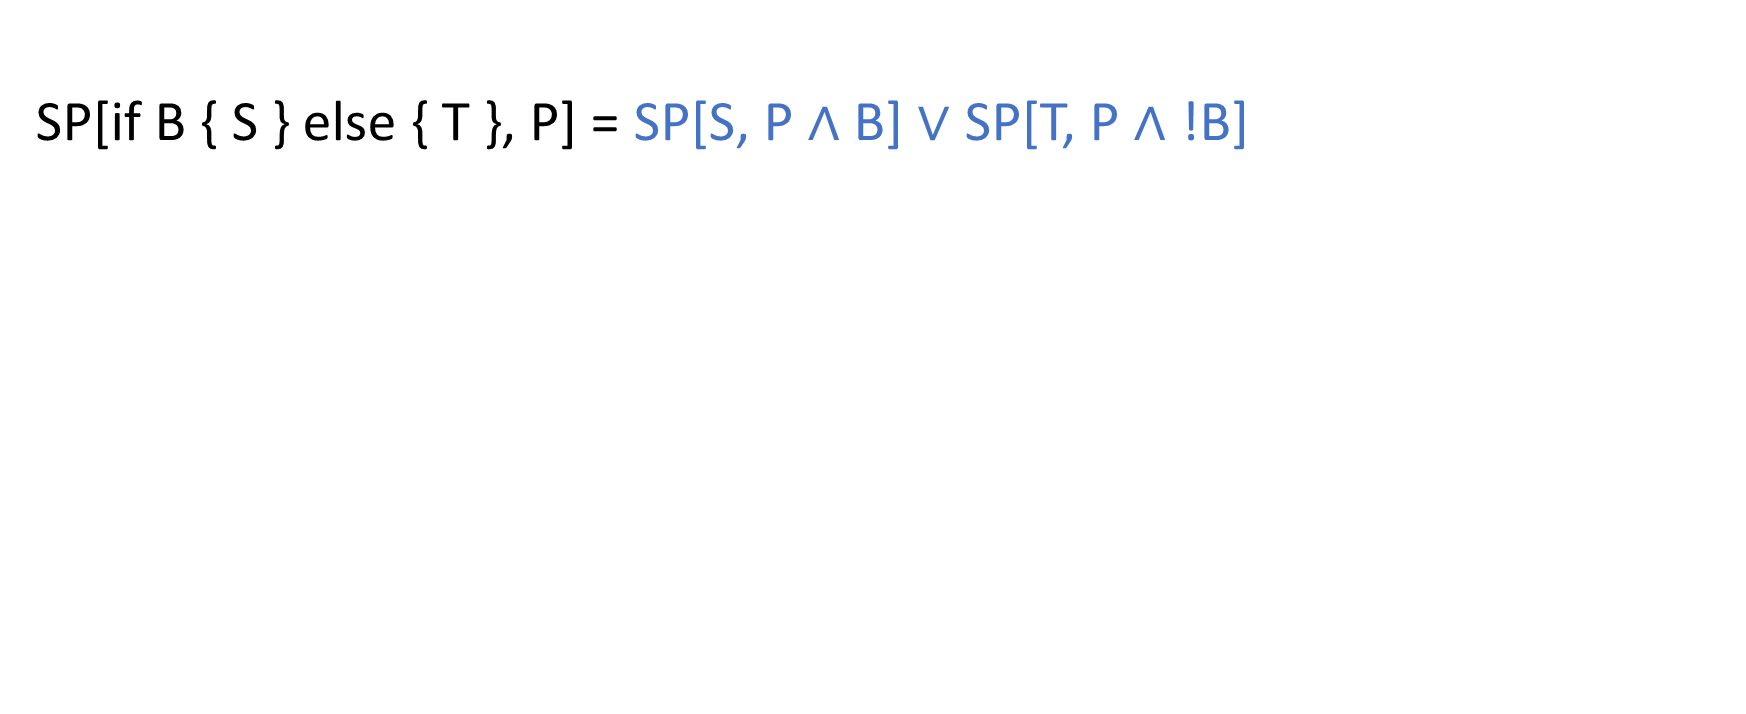 SP[if B { S } else { T }, P] = SP[S, P ∧ B] ∨ SP[T, P ∧ !B]